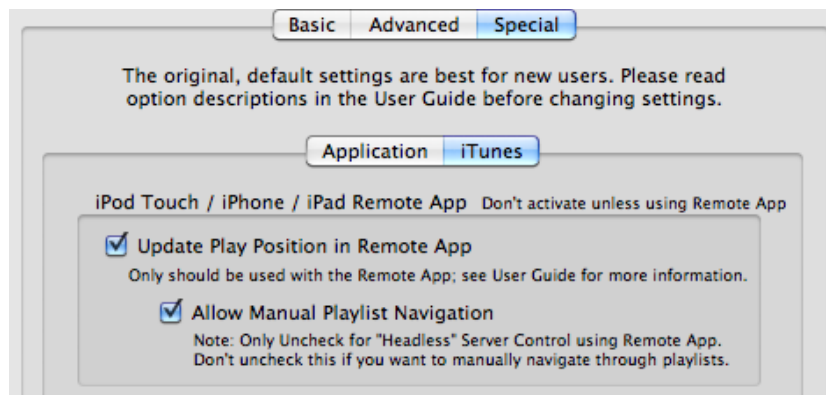 Basic Advanced Special
The original, default settings are best for new users. Please read
option descriptions in the User Guide before changing settings.
Application iTunes
iPod Touch / iPhone / iPad Remote App Don't activate unless using Remote App
Update Play Position in Remote App
Only should be used with the Remote App; see User Guide for more information.
Allow Manual Playlist Navigation
Note: Only Uncheck for "Headless" Server Control using Remote App.
Don't uncheck this if you want to manually navigate through playlists.